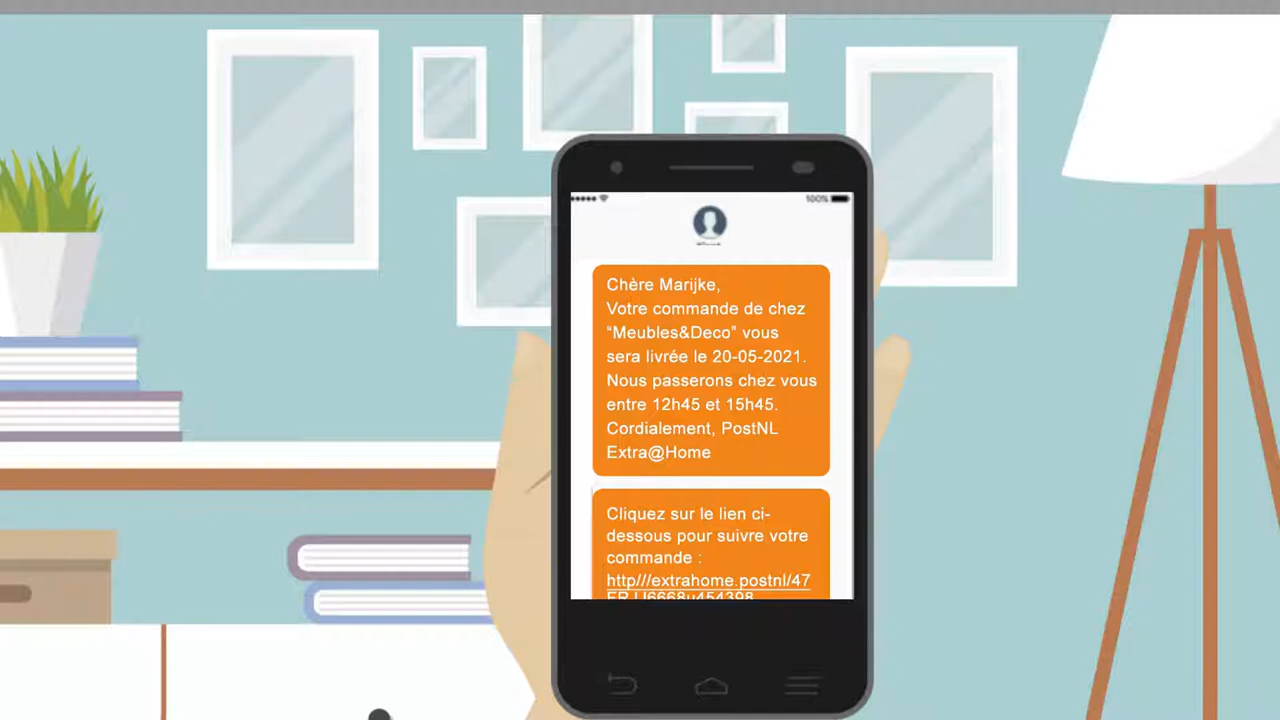 100%
Chère Marijke,
Votre commande de chez
“Meubles&Deco” vous
sera livrée le 20-05-2021.
Nous passerons chez vous
entre 12h45 et 15h45.
Cordialement, PostNL
Extra@Home
Cliquez sur le lien ci-
dessous pour suivre votre
commande :
http///extrahome.postnl/47